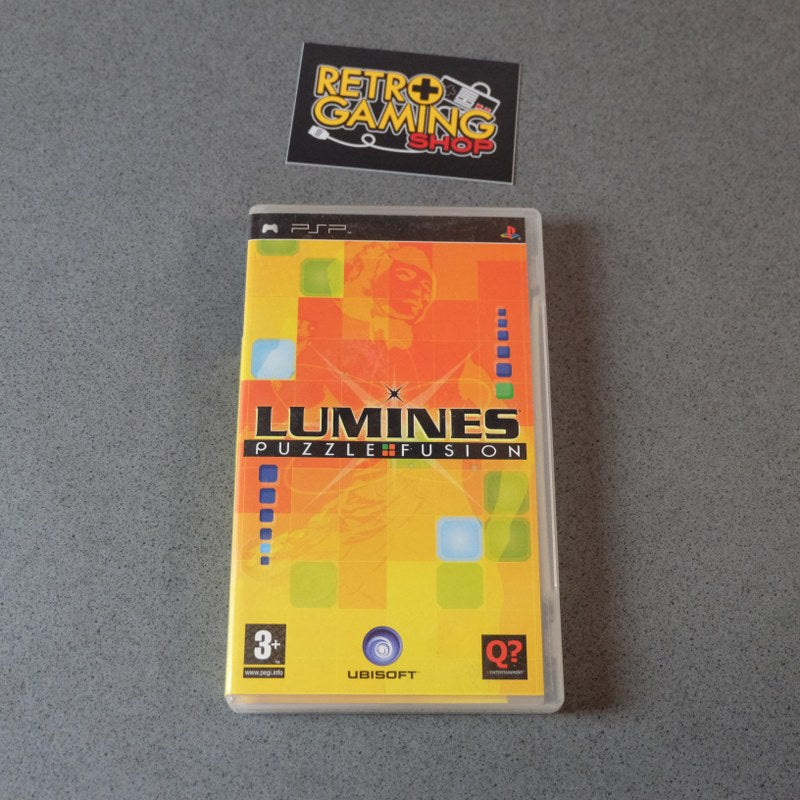 RETRO
GAMING
SHOP
PSP
LUMINES
PUZZLE FUSION
3+
www.pegi.info
UBISOFT
Q?
ENTERTAINMENT